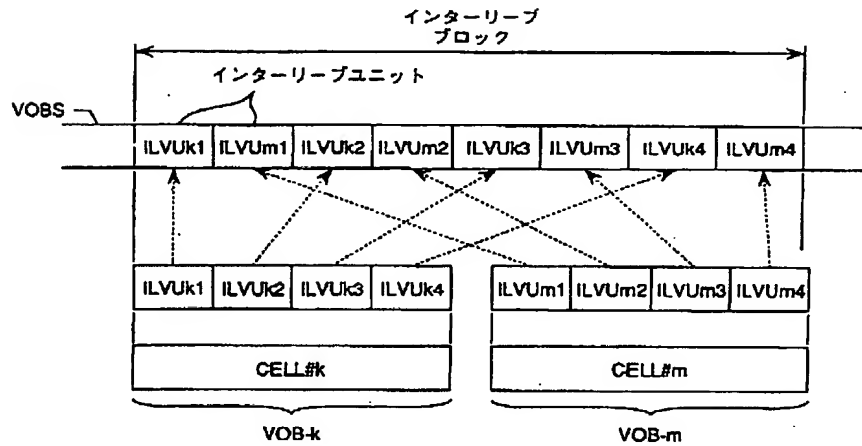 インターリーブ
ブロック
インターリーブユニット
VOBS
ILVUk1 ILVUm1 ILVUk2 ILVUm2 ILVUk3 ILVUm3 ILVUk4 ILVUm4
ILVUk1 ILVUk2 ILVUk3 ILVUk4 ILVUm1 ILVUm2 ILVUm3 ILVUm4
CELL#k CELL#m
VOB-k VOB-m